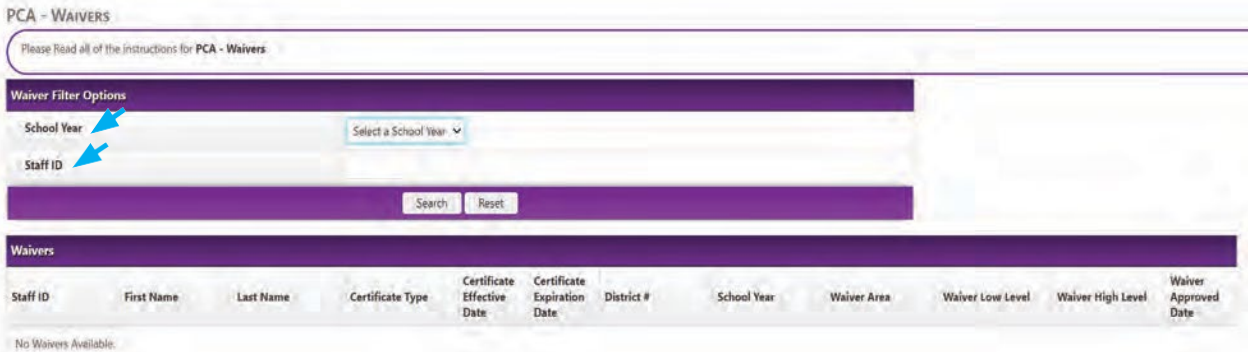 PCA - WAIVERS
Please Read all of the instructions for PCA - Waivers
Waiver Filter Options
School Year
Select a School Year
Staff ID
Search Reset
Waivers
Staff ID First Name Last Name Certificate Type Certificate Effective Date Certificate Expiration Date District # School Year Waiver Area Waiver Low Level Waiver High Level Waiver Approved Date
No Waivers Available.